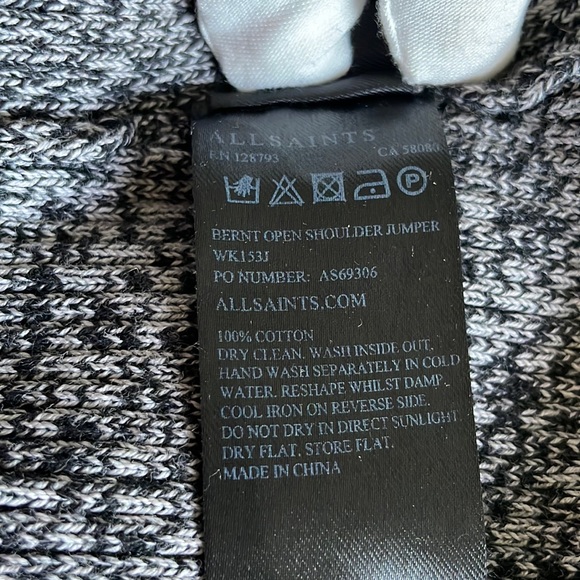 ALLSAINTS
RN 128793 CA 58080
P
BERNT OPEN SHOULDER JUMPER
WK153J
PO NUMBER: AS69306
ALLSAINTS.COM
100% COTTON
DRY CLEAN. WASH INSIDE OUT.
HAND WASH SEPARATELY IN COLD
WATER. RESHAPE WHILST DAMP.
COOL IRON ON REVERSE SIDE.
DO NOT DRY IN DIRECT SUNLIGHT.
DRY FLAT. STORE FLAT.
MADE IN CHINA